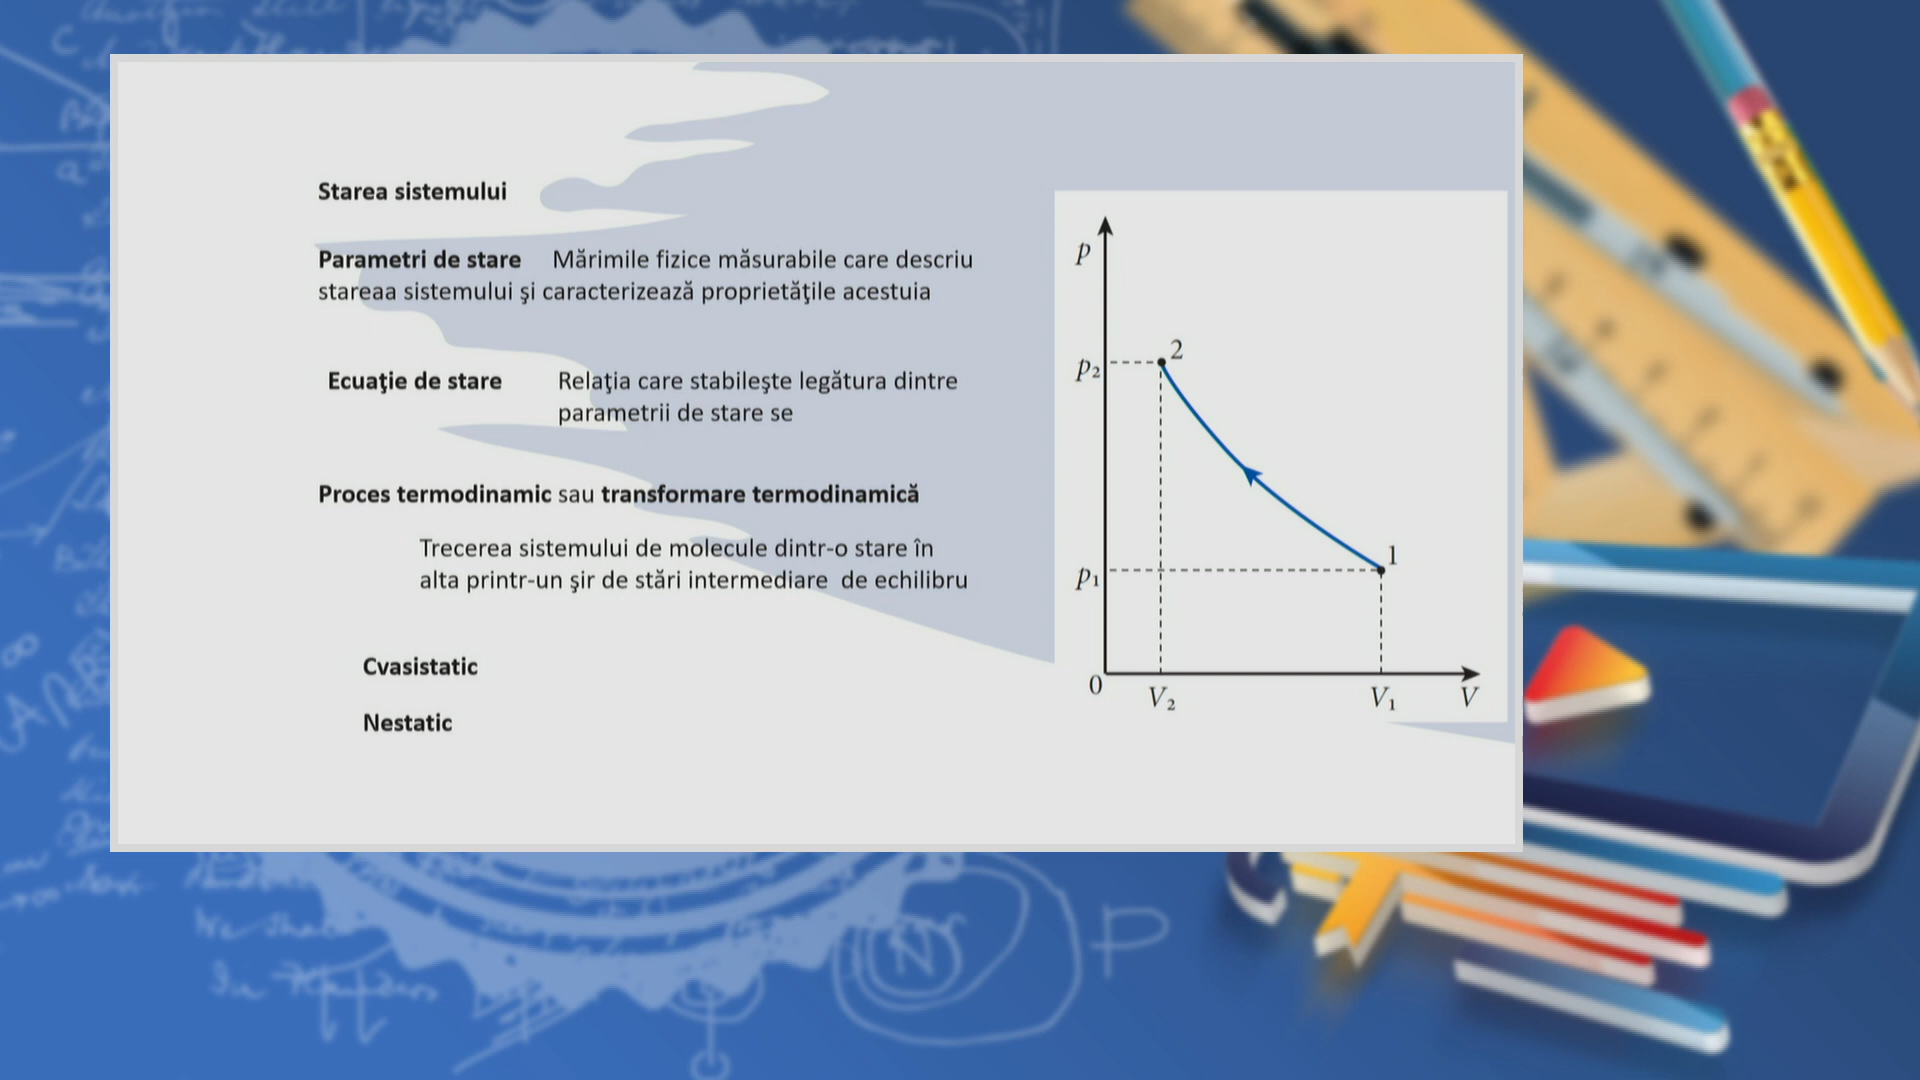 Starea sistemului
Parametri de stare Mărimile fizice măsurabile care descriu
stareaa sistemului şi caracterizează proprietăţile acestuia
Ecuaţie de stare Relaţia care stabileşte legătura dintre
parametrii de stare se
Proces termodinamic sau transformare termodinamică
Trecerea sistemului de molecule dintr-o stare în
alta printr-un şir de stări intermediare de echilibru
Cvasistatic
Nestatic
p
2
p₂
1
p₁
0
V₂
V₁
V
P